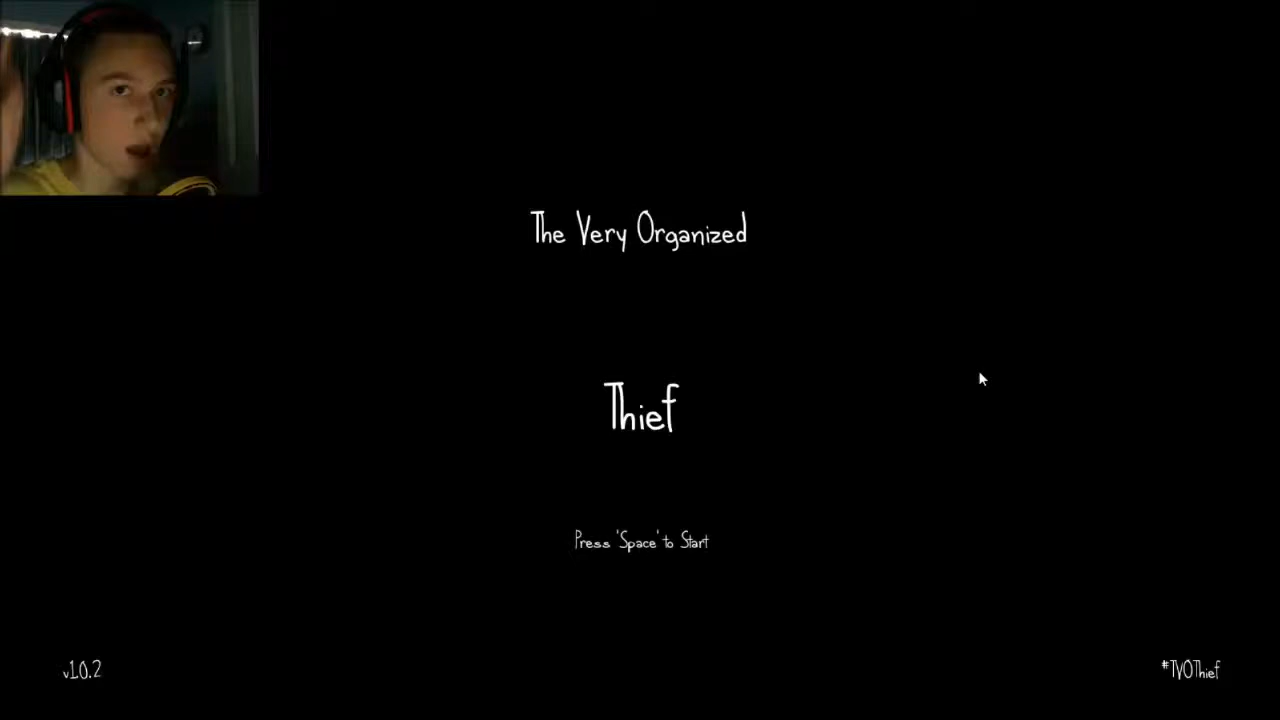 The Very Organized
Thief
Press 'Space' to Start
v1.0.2
#TVOThief